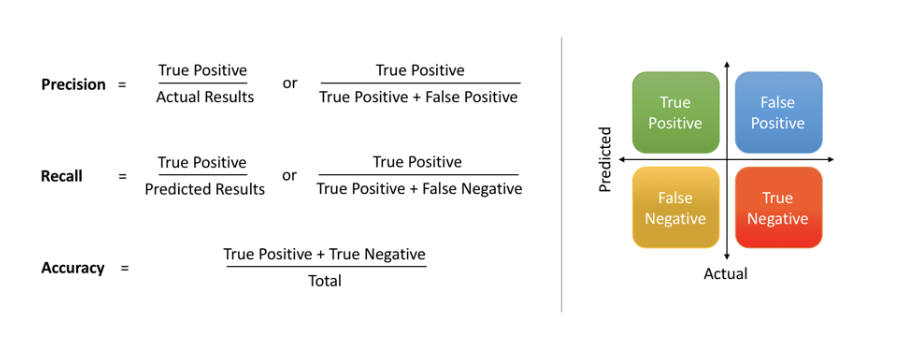 Precision = True Positive / Actual Results or True Positive / True Positive + False Positive
Recall = True Positive / Predicted Results or True Positive / True Positive + False Negative
Accuracy = True Positive + True Negative / Total
Predicted
True Positive
False Positive
False Negative
True Negative
Actual